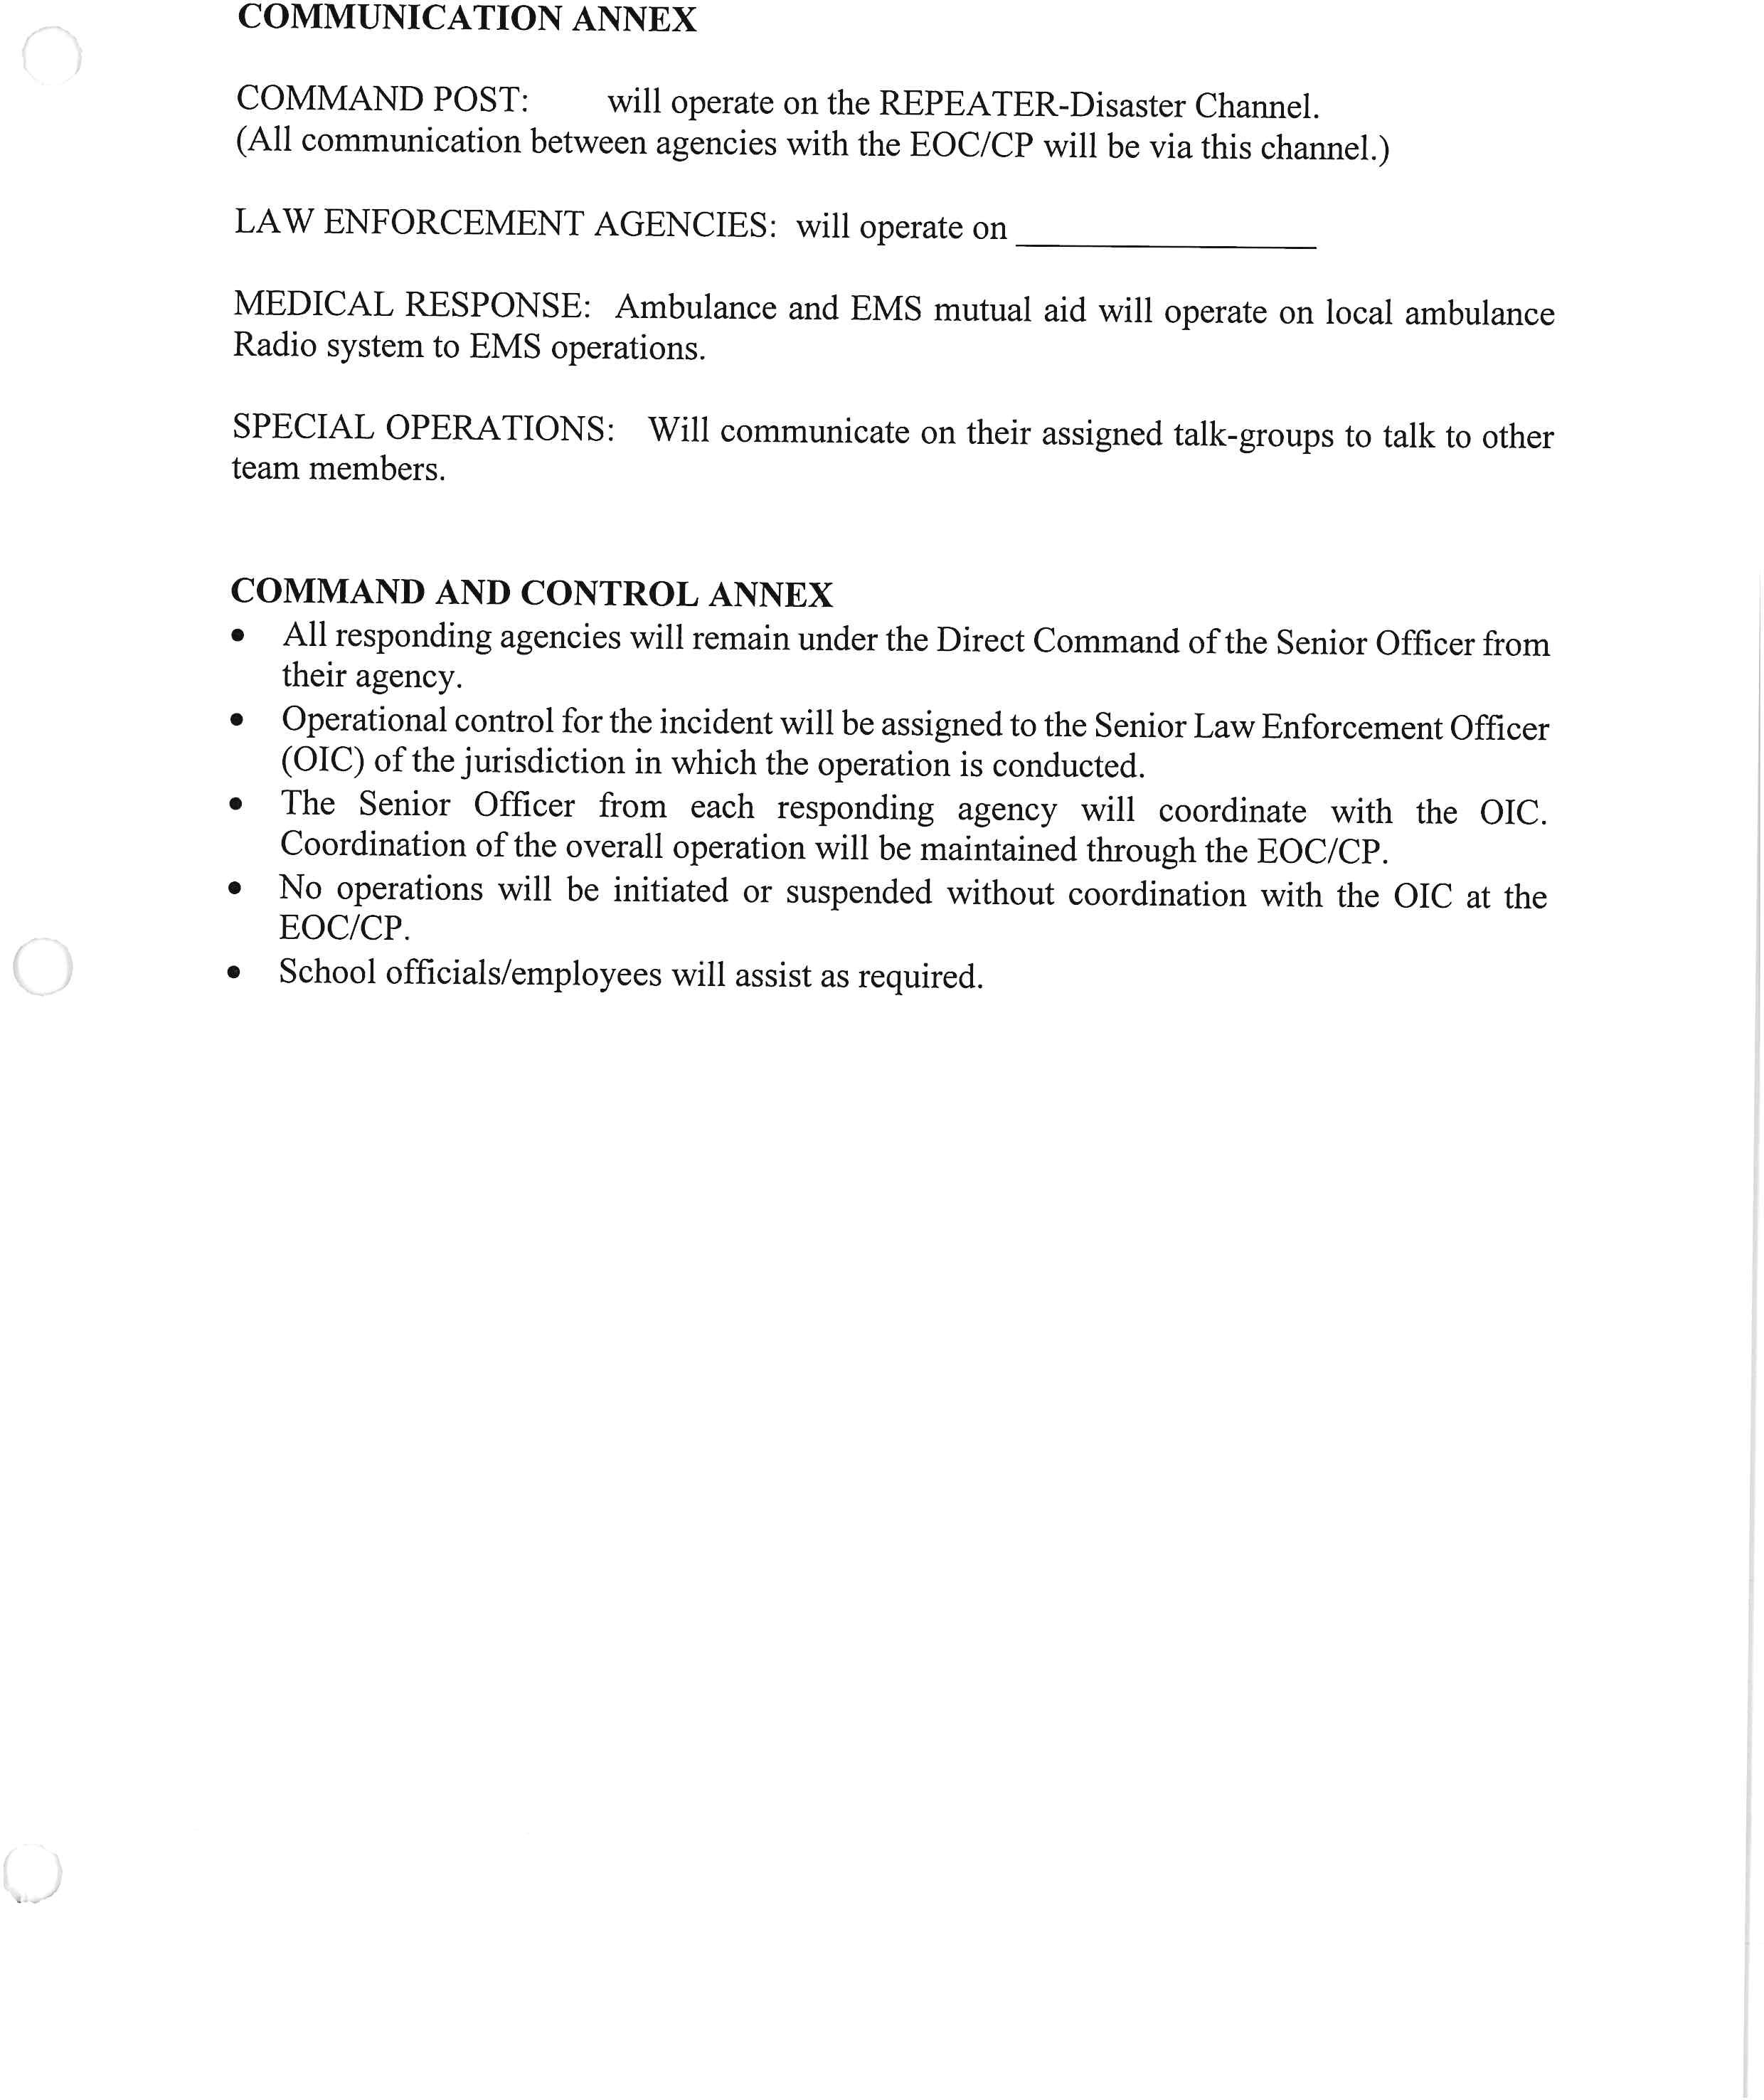 COMMUNICATION ANNEX
COMMAND POST: will operate on the REPEATER-Disaster Channel.
(All communication between agencies with the EOC/CP will be via this channel.)
LAW ENFORCEMENT AGENCIES: will operate on _______________
MEDICAL RESPONSE: Ambulance and EMS mutual aid will operate on local ambulance
Radio system to EMS operations.
SPECIAL OPERATIONS: Will communicate on their assigned talk-groups to talk to other
team members.
COMMAND AND CONTROL ANNEX
• All responding agencies will remain under the Direct Command of the Senior Officer from
their agency.
• Operational control for the incident will be assigned to the Senior Law Enforcement Officer
(OIC) of the jurisdiction in which the operation is conducted.
• The Senior Officer from each responding agency will coordinate with the OIC.
Coordination of the overall operation will be maintained through the EOC/CP.
• No operations will be initiated or suspended without coordination with the OIC at the
EOC/CP.
• School officials/employees will assist as required.